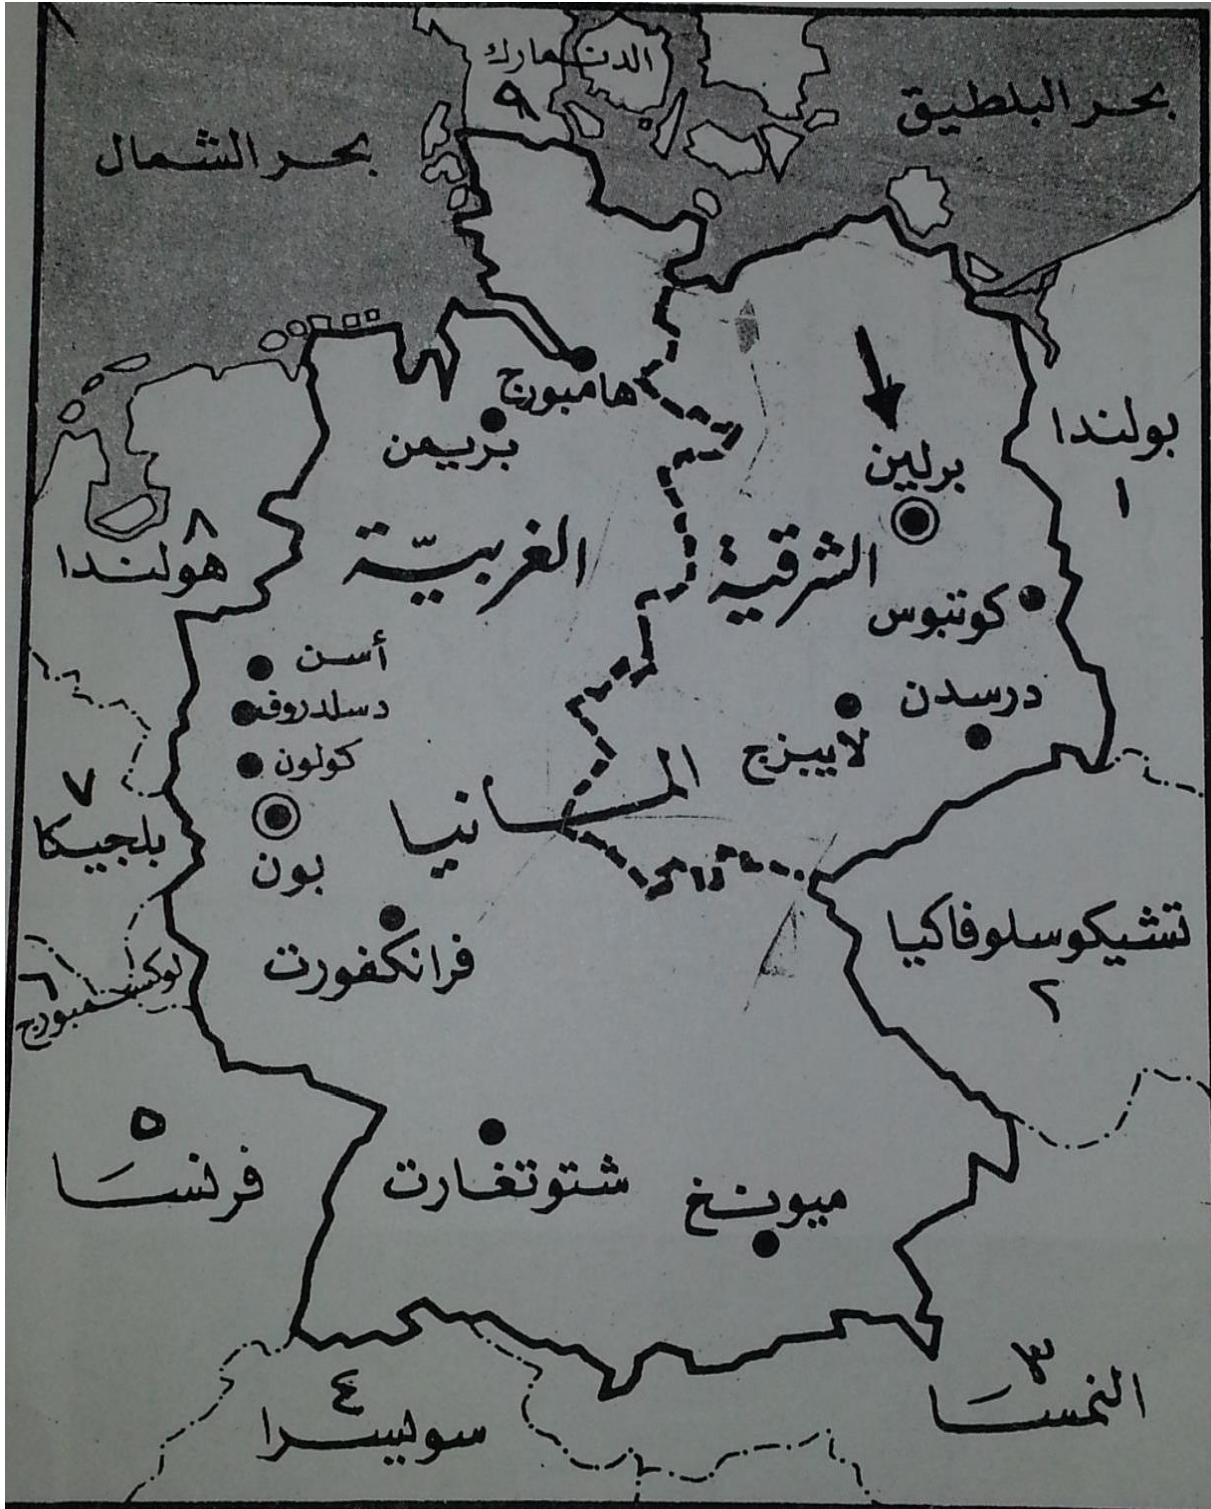 الدنمارك
٩
بحر البلطيق
بحر الشمال
هامبورج
بريمن
برلين
بولندا
١
٨
هولندا
الغربيّة
الشرقية
كوتبوس
أسن
درسدن
دسلدروف
لايبزج
كولون
المانيا
٧
بلجيكا
بون
فرانكفورت
تشيكوسلوفاكيا
٢
٦
لوكسمبورج
٥
فرنسا
شتوتغارت
ميونخ
٣
النمسا
٤
سويسرا